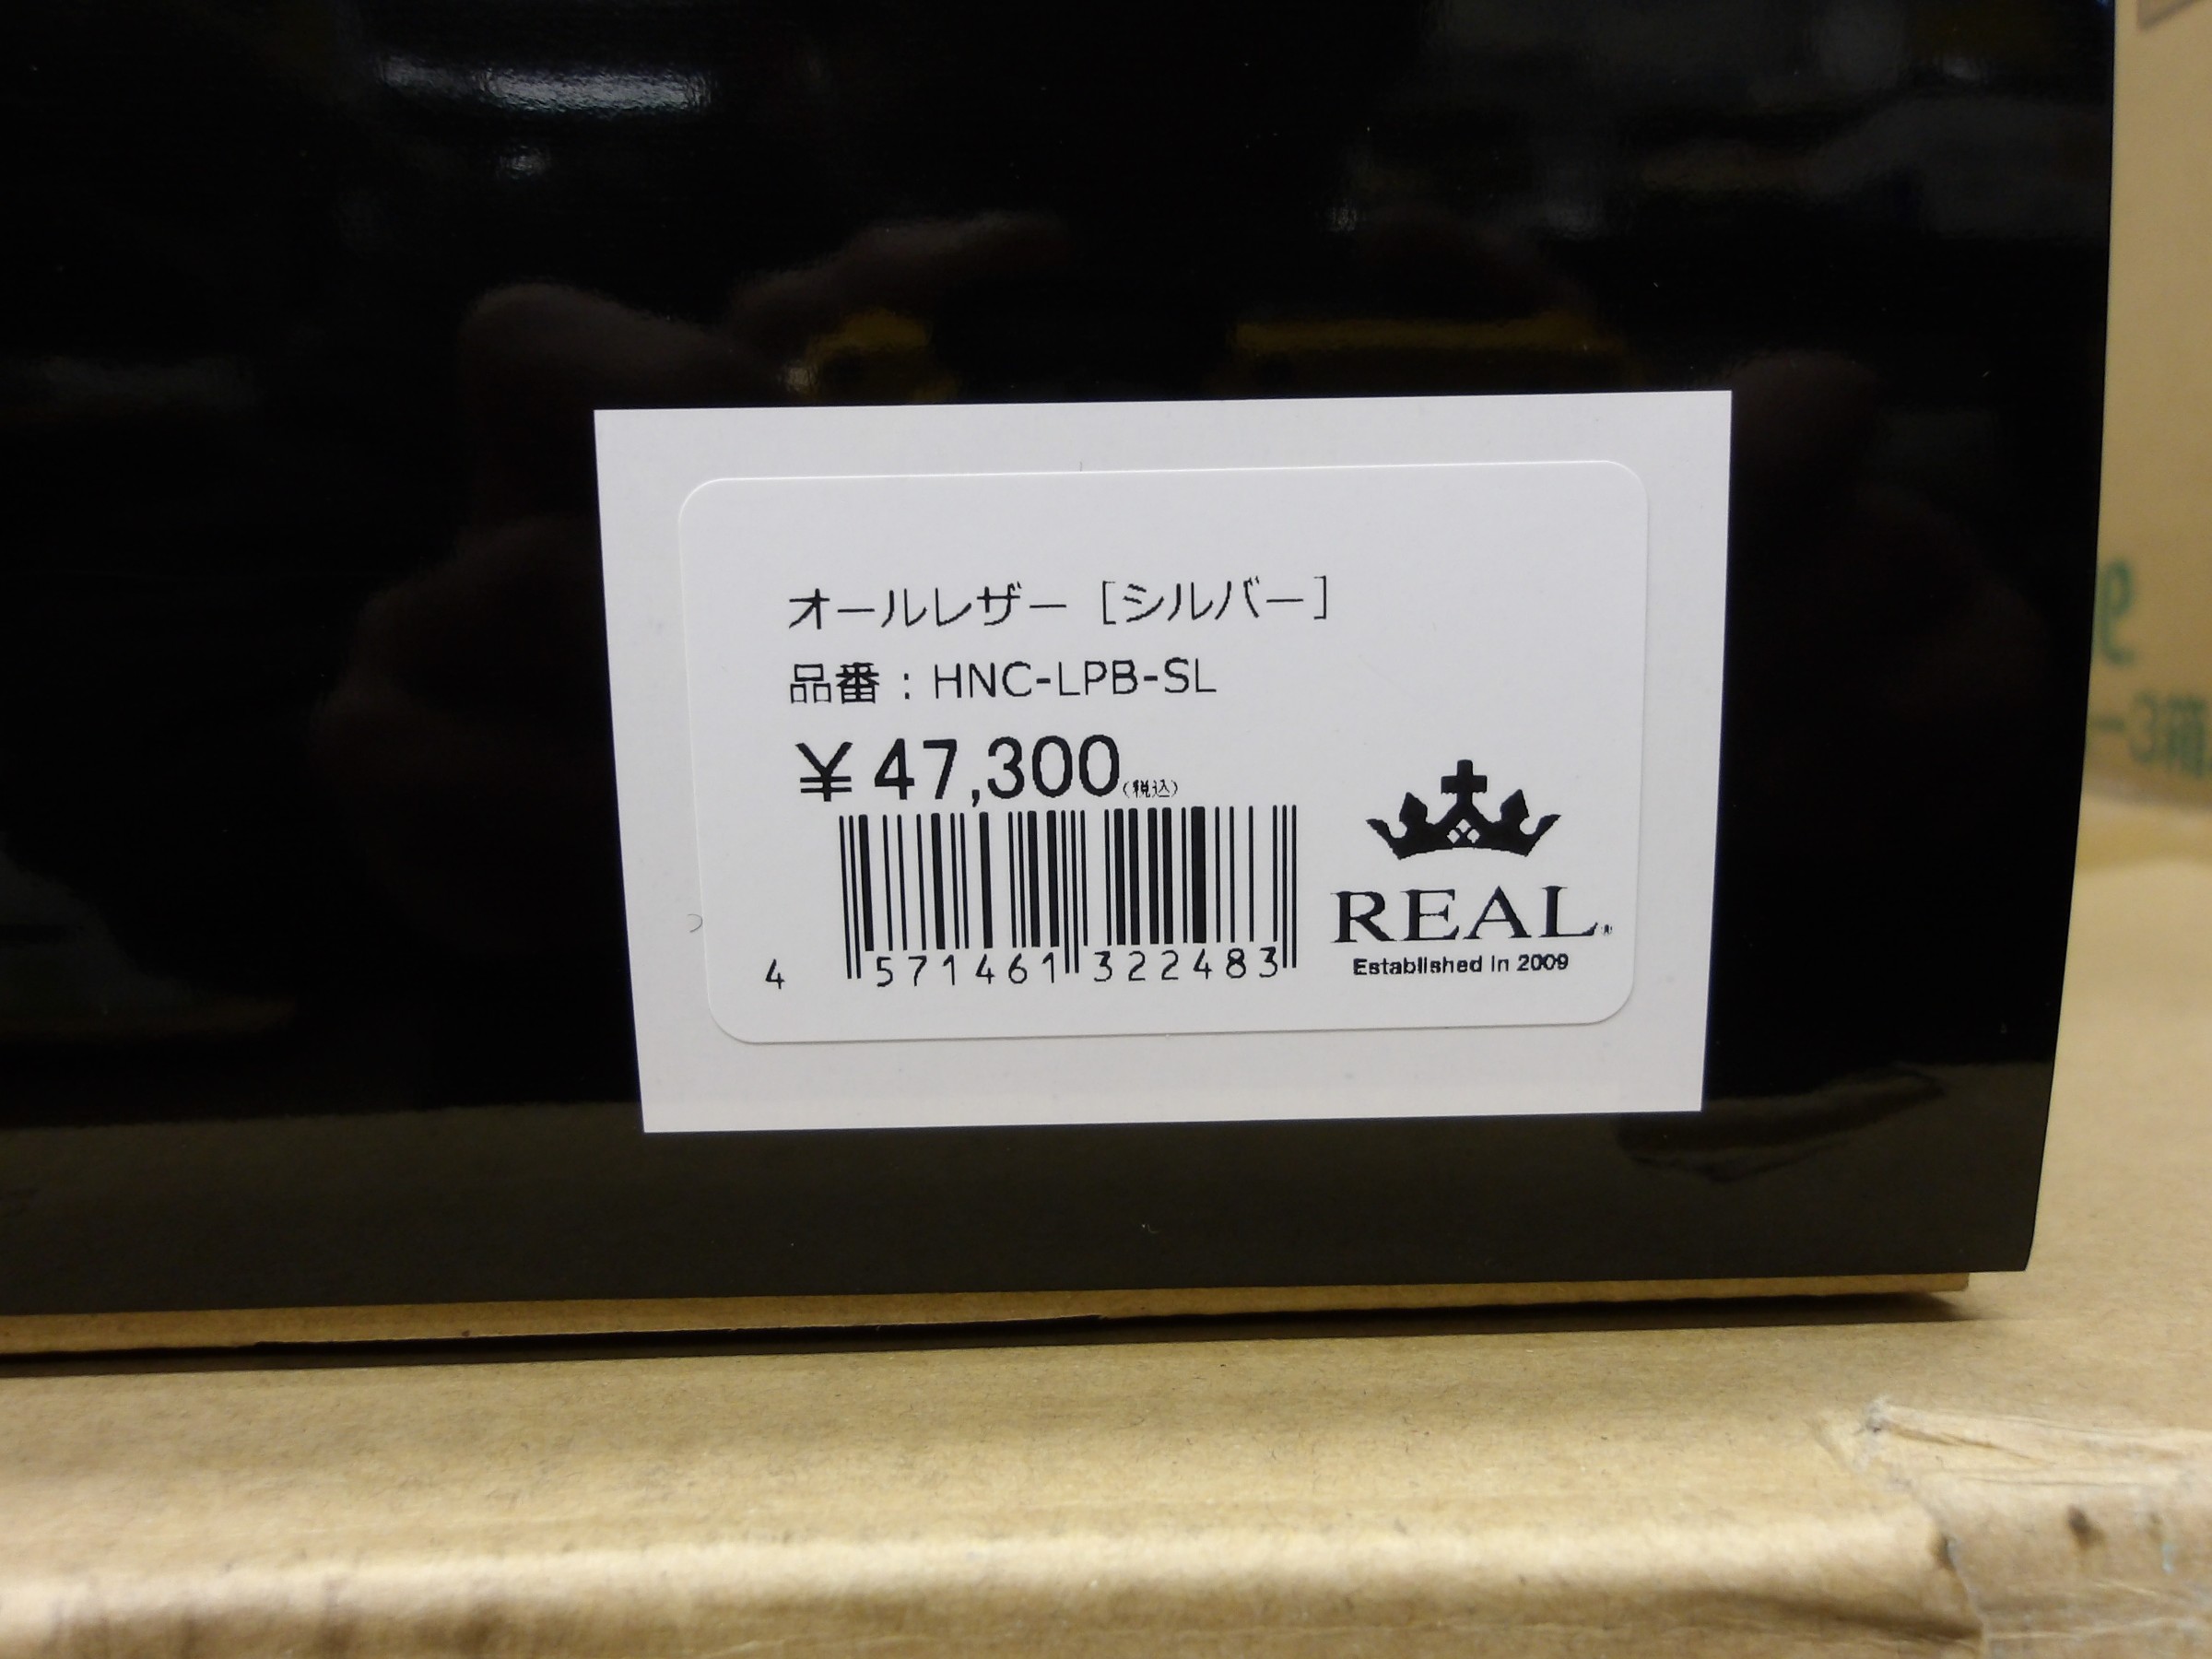 オールレザー［シルバー］
品番：HNC-LPB-SL
￥47,300(税込)
4 571461 322483
REAL®
Established in 2009